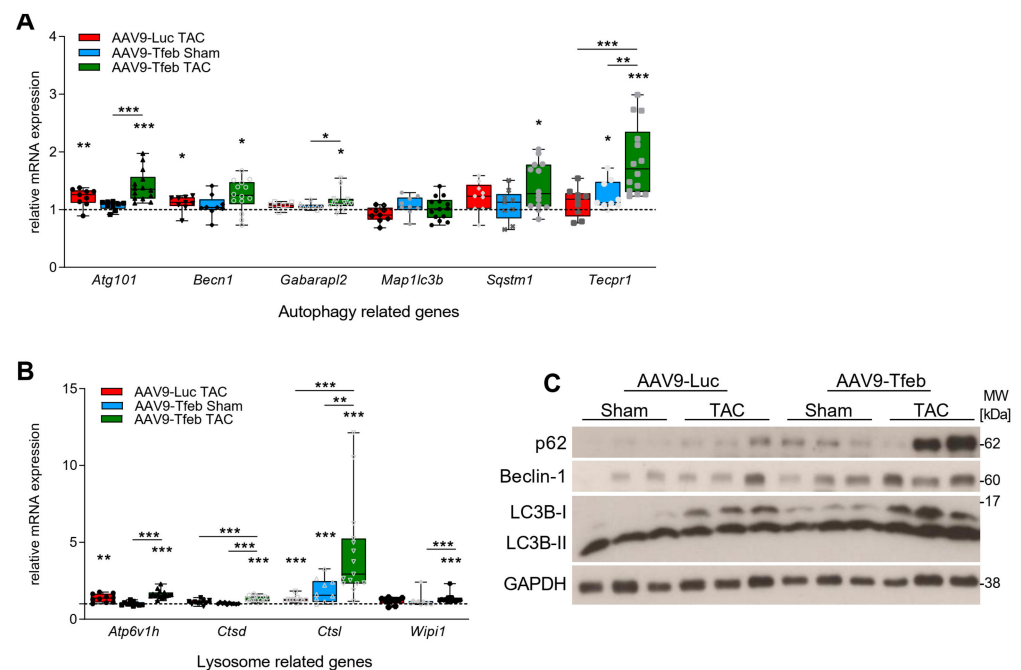 A
AAV9-Luc TAC
AAV9-Tfeb Sham
AAV9-Tfeb TAC
relative mRNA expression
4
3
2
1
0
***
**
***
***
***
*
**
*
*
*
*
*
Atg101 Becn1 Gabarapl2 Map1lc3b Sqstm1 Tecpr1
Autophagy related genes
B
AAV9-Luc TAC
AAV9-Tfeb Sham
AAV9-Tfeb TAC
relative mRNA expression
15
10
5
0
***
**
***
***
***
***
***
***
***
***
**
***
***
Atp6v1h Ctsd Ctsl Wipi1
Lysosome related genes
C
AAV9-Luc AAV9-Tfeb
Sham TAC Sham TAC
MW
[kDa]
p62 -62
Beclin-1 -60
-17
LC3B-I
LC3B-II
GAPDH -38